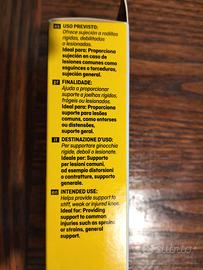 ES USO PREVISTO:
Ofrece sujeción a rodillas
rígidas, debilitadas
o lesionadas.
Ideal para: Proporcione
sujeción en caso de
lesiones comunes como
esguinces o torceduras,
sujeción general.
PT FINALIDADE:
Ajuda a proporcionar
suporte a joelhos rígidos,
frágeis ou lesionados.
Ideal para: Proporcione
suporte para lesões
comuns, como entorses
ou distensões,
suporte geral.
IT DESTINAZIONE D'USO:
Per supportare ginocchia
rigide, deboli o lesionate.
Ideale per: Supporto
per lesioni comuni,
ad esempio distorsioni
o contratture, supporto
generale.
EN INTENDED USE:
Helps provide support to
stiff, weak or injured knee.
Ideal for: Providing
support to common
injuries such as sprains
or strains, general
support.
subito